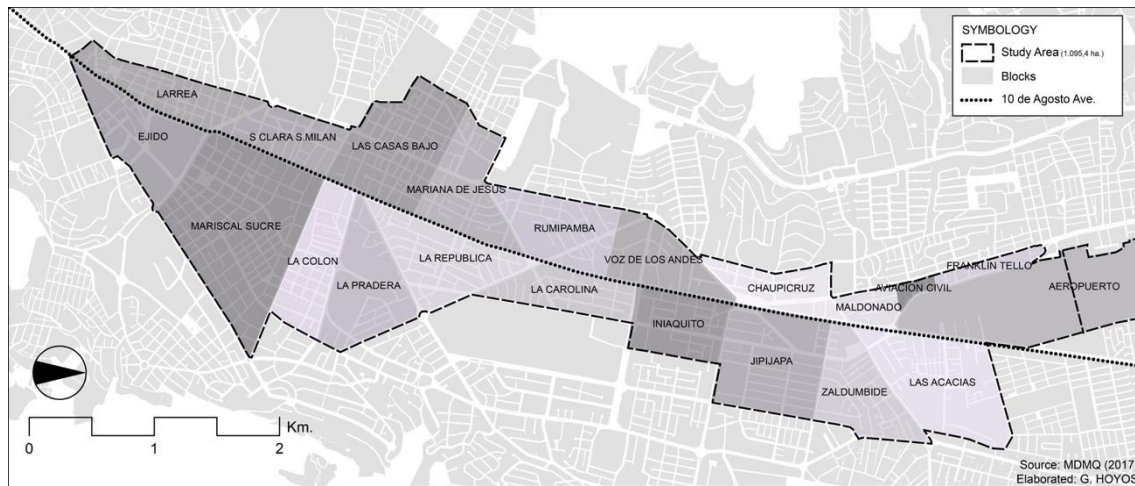 SYMBOLOGY
Study Area (1.095,4 ha.)
Blocks
10 de Agosto Ave.
LARREA
EJIDO
S CLARA S.MILAN
LAS CASAS BAJO
MARIANA DE JESUS
MARISCAL SUCRE
RUMIPAMBA
LA COLON
LA PRADERA
LA REPUBLICA
VOZ DE LOS ANDES
LA CAROLINA
CHAUPICRUZ
FRANKLIN TELLO
AVIACION CIVIL
AEROPUERTO
MALDONADO
INIAQUITO
JIPIJAPA
ZALDUMBIDE
LAS ACACIAS
Km.
0 1 2
Source: MDMQ (2017
Elaborated: G. HOYOS